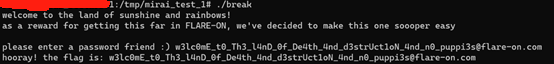 1:/tmp/mirai_test_1# ./break
welcome to the land of sunshine and rainbows!
as a reward for getting this far in FLARE-ON, we've decided to make this one soooper easy
please enter a password friend :) w3lc0mE_t0_Th3_l4nD_0f_De4th_4nd_d3strUct1oN_4nd_n0_puppi3s@flare-on.com
hooray! the flag is: w3lc0mE_t0_Th3_l4nD_0f_De4th_4nd_d3strUct1oN_4nd_n0_puppi3s@flare-on.com